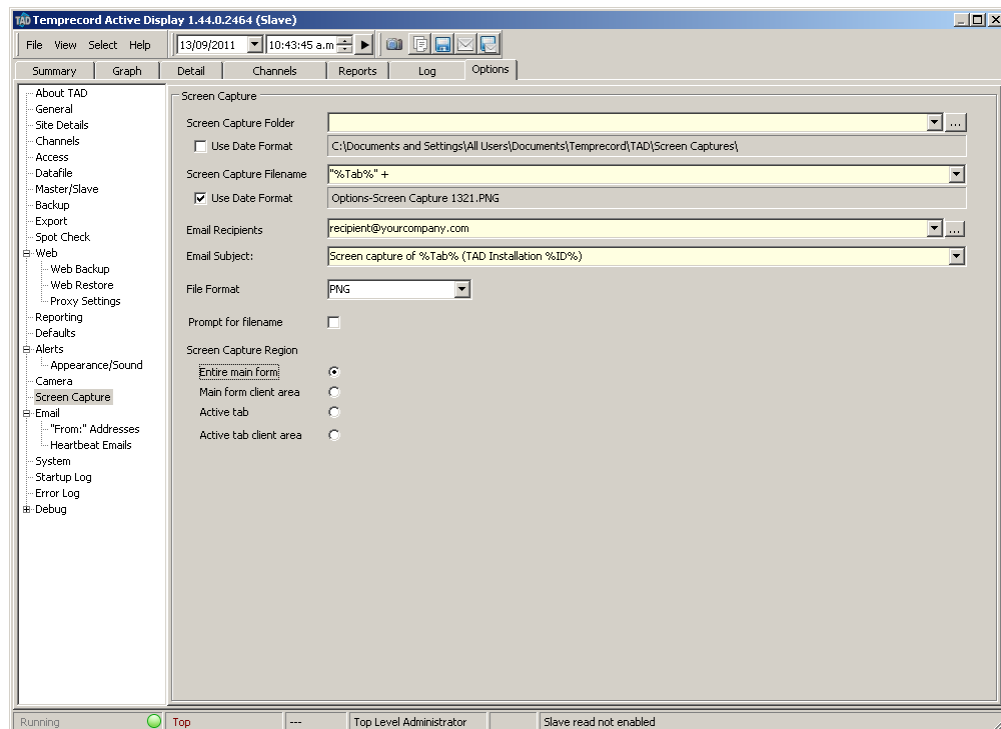 TAD Temprecord Active Display 1.44.0.2464 (Slave)
File View Select Help 13/09/2011 10:43:45 a.m
Summary Graph Detail Channels Reports Log Options
About TAD
General
Site Details
Channels
Access
Datafile
Master/Slave
Backup
Export
Spot Check
Web
Web Backup
Web Restore
Proxy Settings
Reporting
Defaults
Alerts
Appearance/Sound
Camera
Screen Capture
Email
"From:" Addresses
Heartbeat Emails
System
Startup Log
Error Log
Debug
Screen Capture
Screen Capture Folder ...
Use Date Format C:\Documents and Settings\All Users\Documents\Temprecord\TAD\Screen Captures\
Screen Capture Filename "%Tab%" +
Use Date Format Options-Screen Capture 1321.PNG
Email Recipients recipient@yourcompany.com ...
Email Subject: Screen capture of %Tab% (TAD Installation %ID%)
File Format PNG
Prompt for filename
Screen Capture Region
Entire main form
Main form client area
Active tab
Active tab client area
Running Top --- Top Level Administrator Slave read not enabled